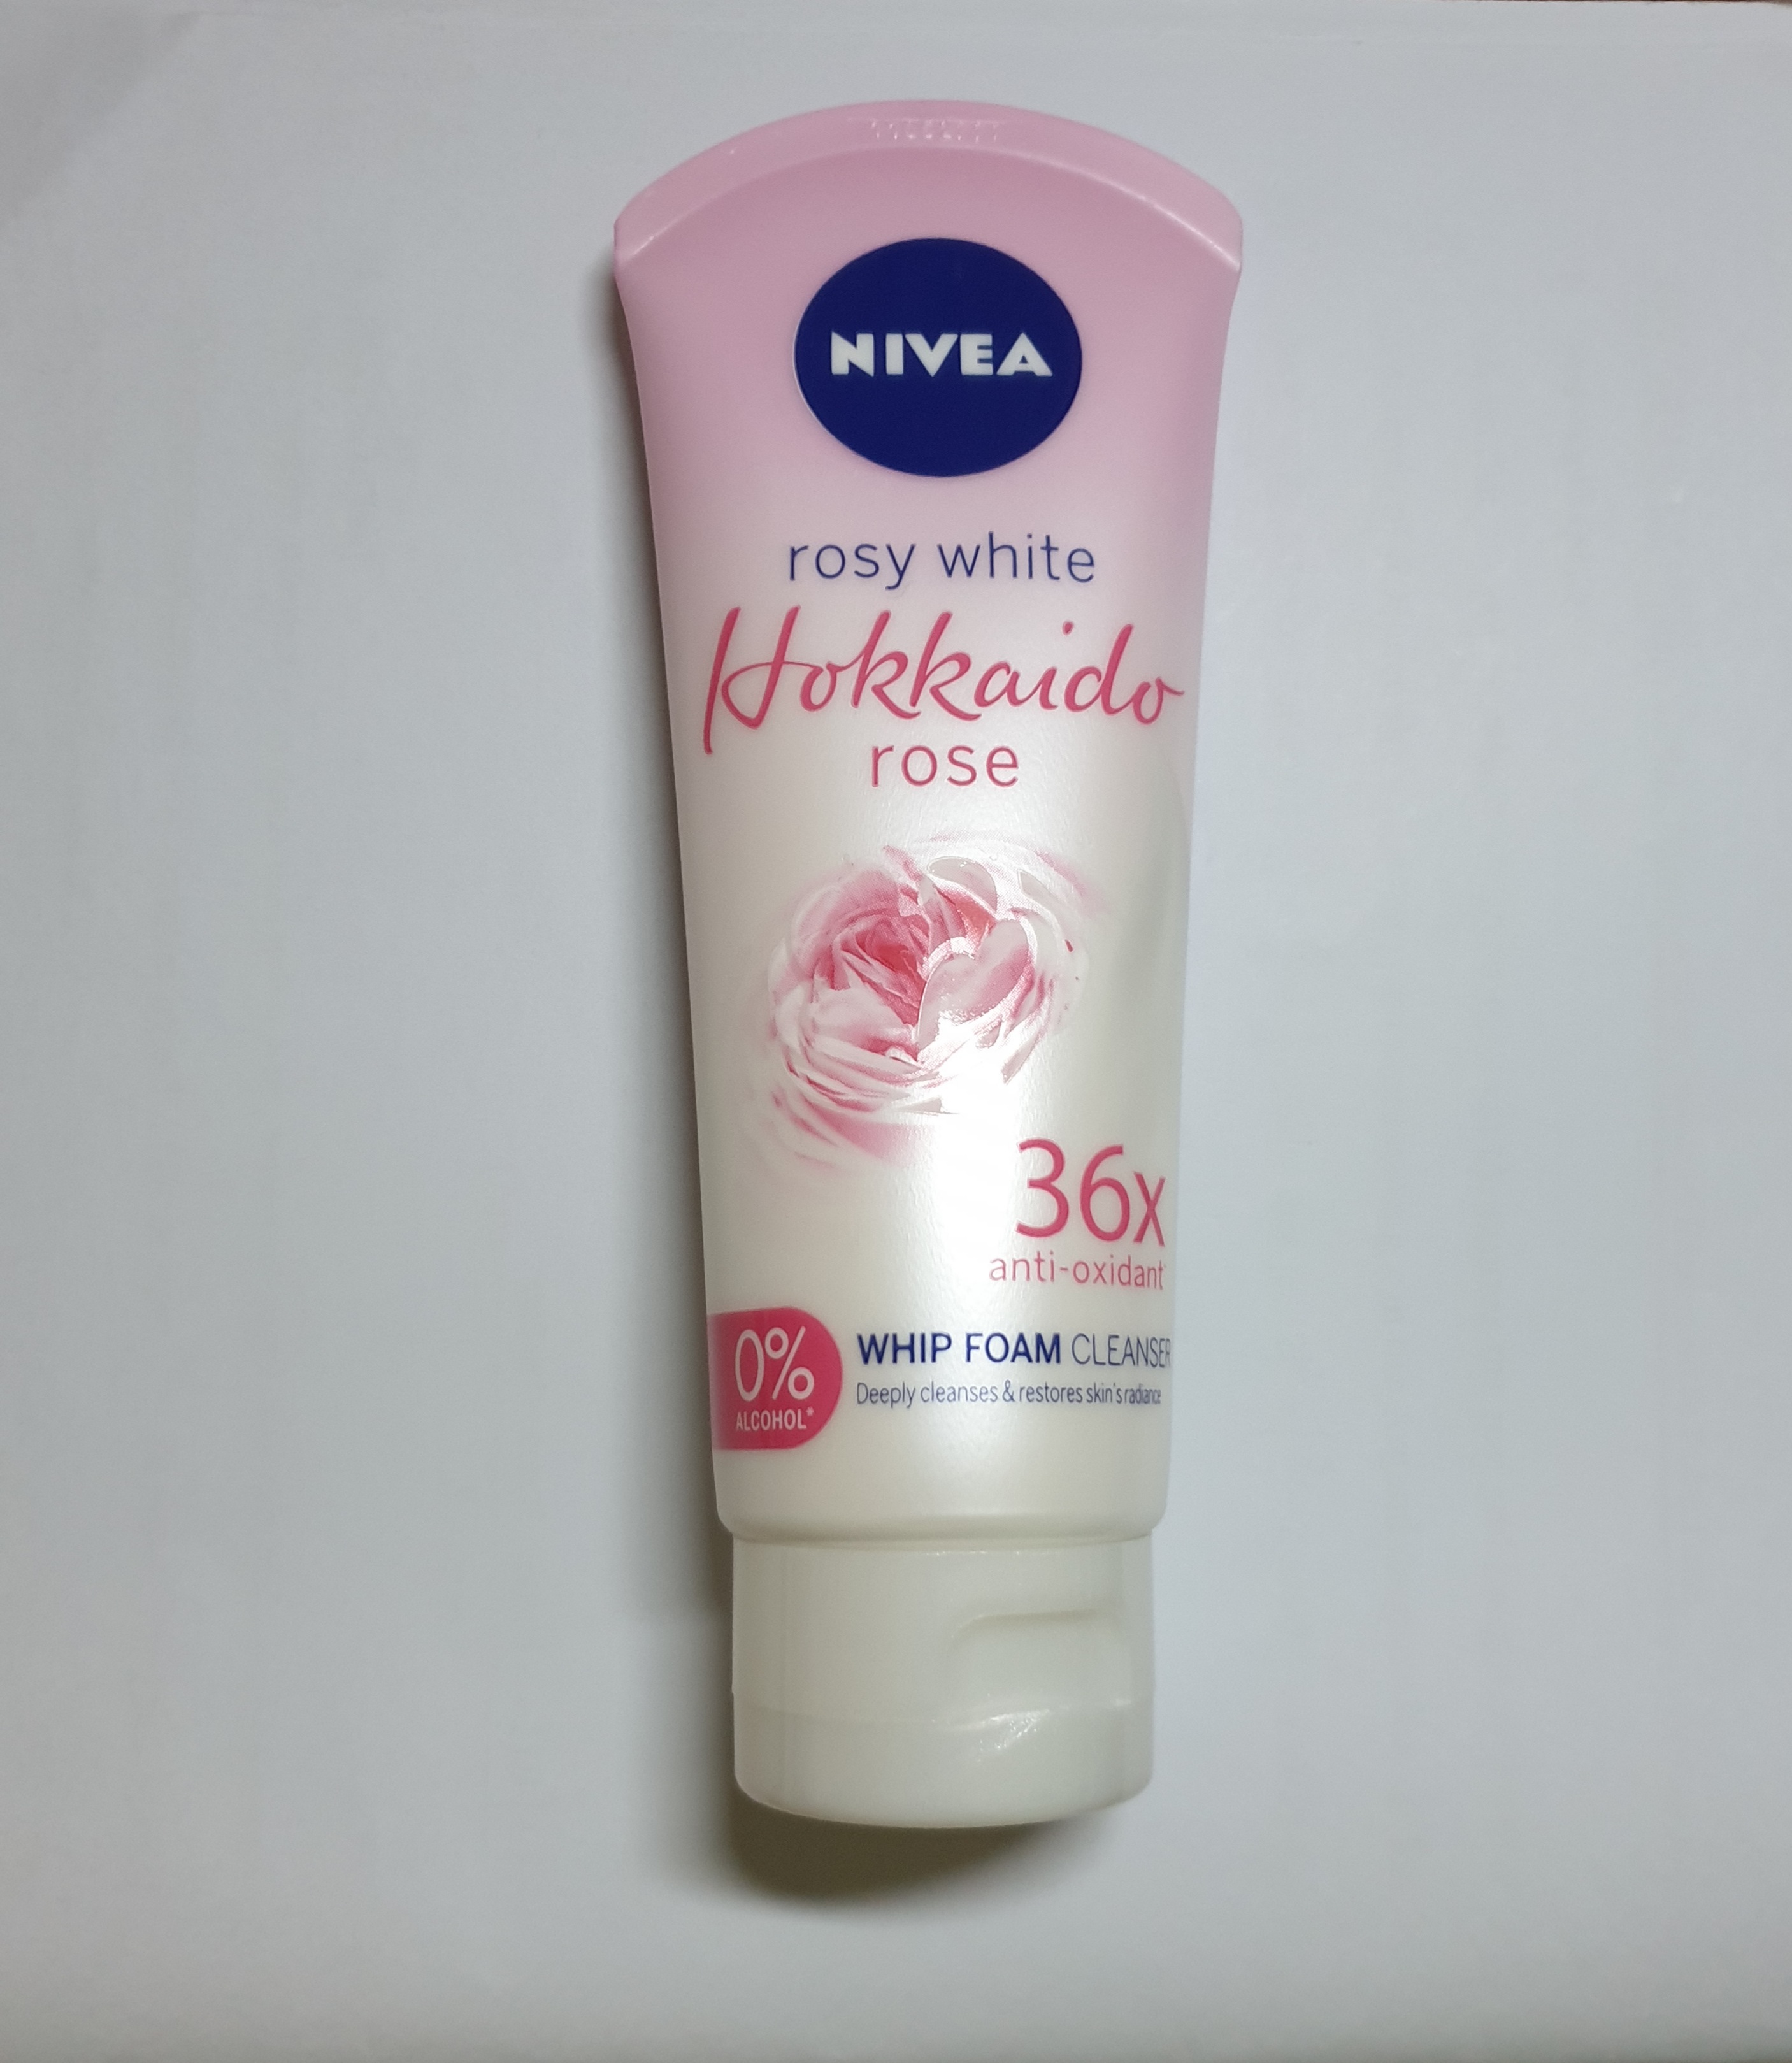 NIVEA
rosy white
Hokkaido
rose
36x
anti-oxidant
0%
ALCOHOL*
WHIP FOAM CLEANSER
Deeply cleanses & restores skin's radiance